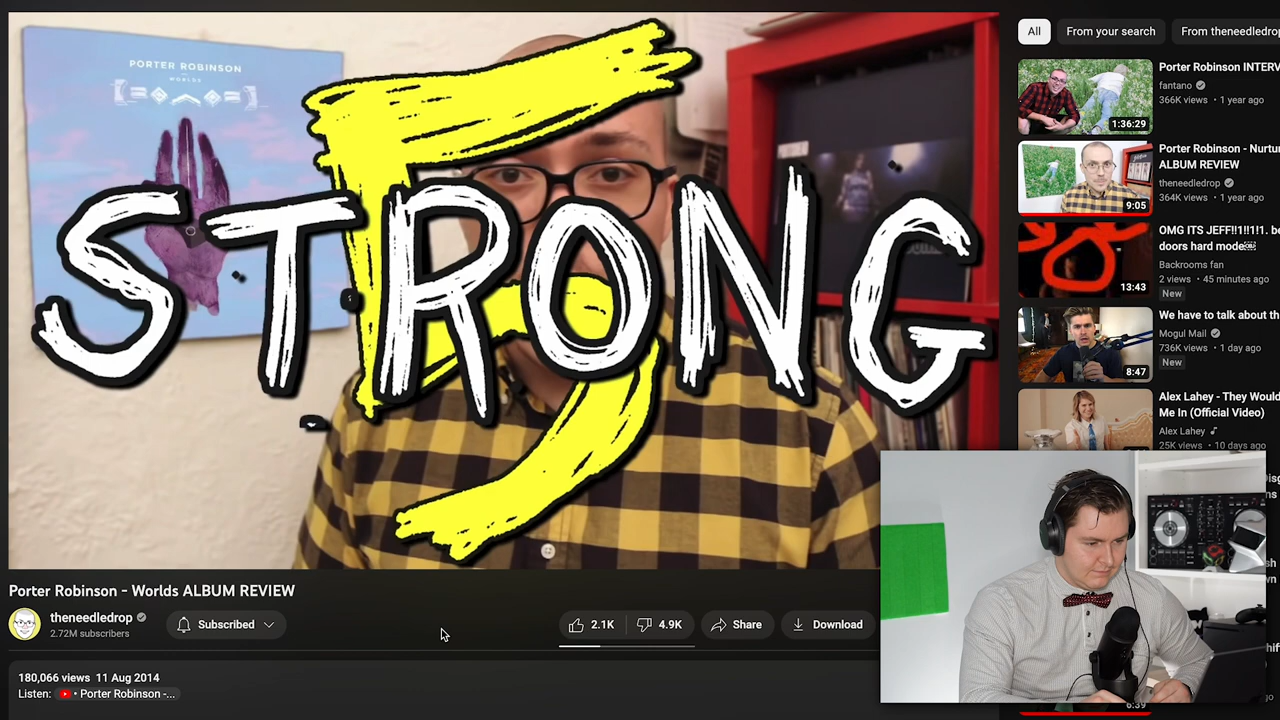 PORTER ROBINSON
WORLDS
5
STRONG
Porter Robinson - Worlds ALBUM REVIEW
theneedledrop
2.72M subscribers
Subscribed
2.1K
4.9K
Share
Download
180,066 views 11 Aug 2014
Listen: • Porter Robinson -...
All
From your search
From theneedledrop
Porter Robinson INTERV
fantano
366K views • 1 year ago
1:36:29
Porter Robinson - Nurtur
ALBUM REVIEW
theneedledrop
364K views • 1 year ago
9:05
OMG ITS JEFF!!1!!1!1. be
doors hard mode
Backrooms fan
2 views • 45 minutes ago
New
13:43
We have to talk about th
Mogul Mail
736K views • 1 day ago
New
8:47
Alex Lahey - They Would
Me In (Official Video)
Alex Lahey
25K views • 10 days ago
6:39